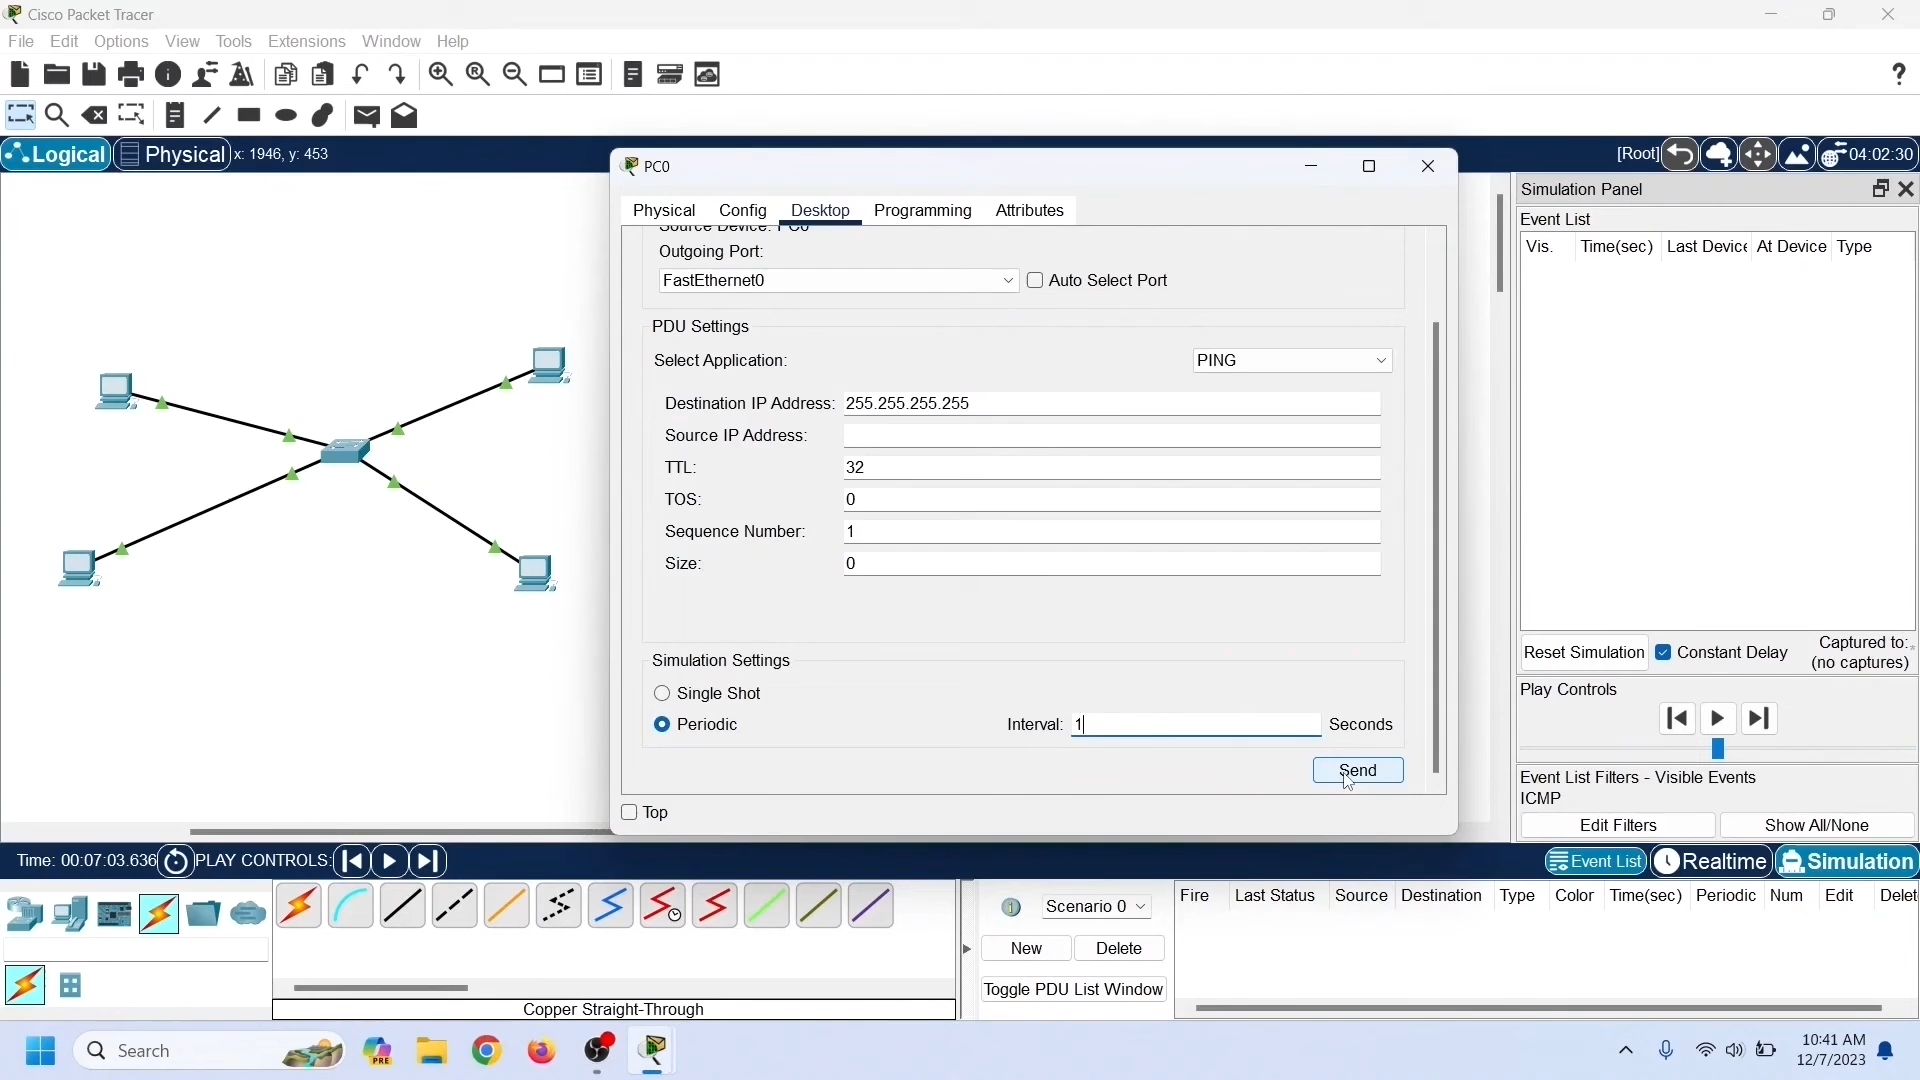 Cisco Packet Tracer
File Edit Options View Tools Extensions Window Help
Logical Physical x: 1946, y: 453
[Root] 04:02:30
PC0
Physical Config Desktop Programming Attributes
Source Device: PC0
Outgoing Port:
FastEthernet0 Auto Select Port
PDU Settings
Select Application: PING
Destination IP Address: 255.255.255.255
Source IP Address:
TTL: 32
TOS: 0
Sequence Number: 1
Size: 0
Simulation Settings
Single Shot
Periodic Interval: 1 Seconds
Send
Top
Simulation Panel
Event List
Vis. Time(sec) Last Device At Device Type
Reset Simulation Constant Delay Captured to:
(no captures)
Play Controls
Event List Filters - Visible Events
ICMP
Edit Filters Show All/None
Time: 00:07:03.636 PLAY CONTROLS: Event List Realtime Simulation
Scenario 0
New Delete
Toggle PDU List Window
Fire Last Status Source Destination Type Color Time(sec) Periodic Num Edit Delet
Copper Straight-Through
Search PRE
10:41 AM
12/7/2023